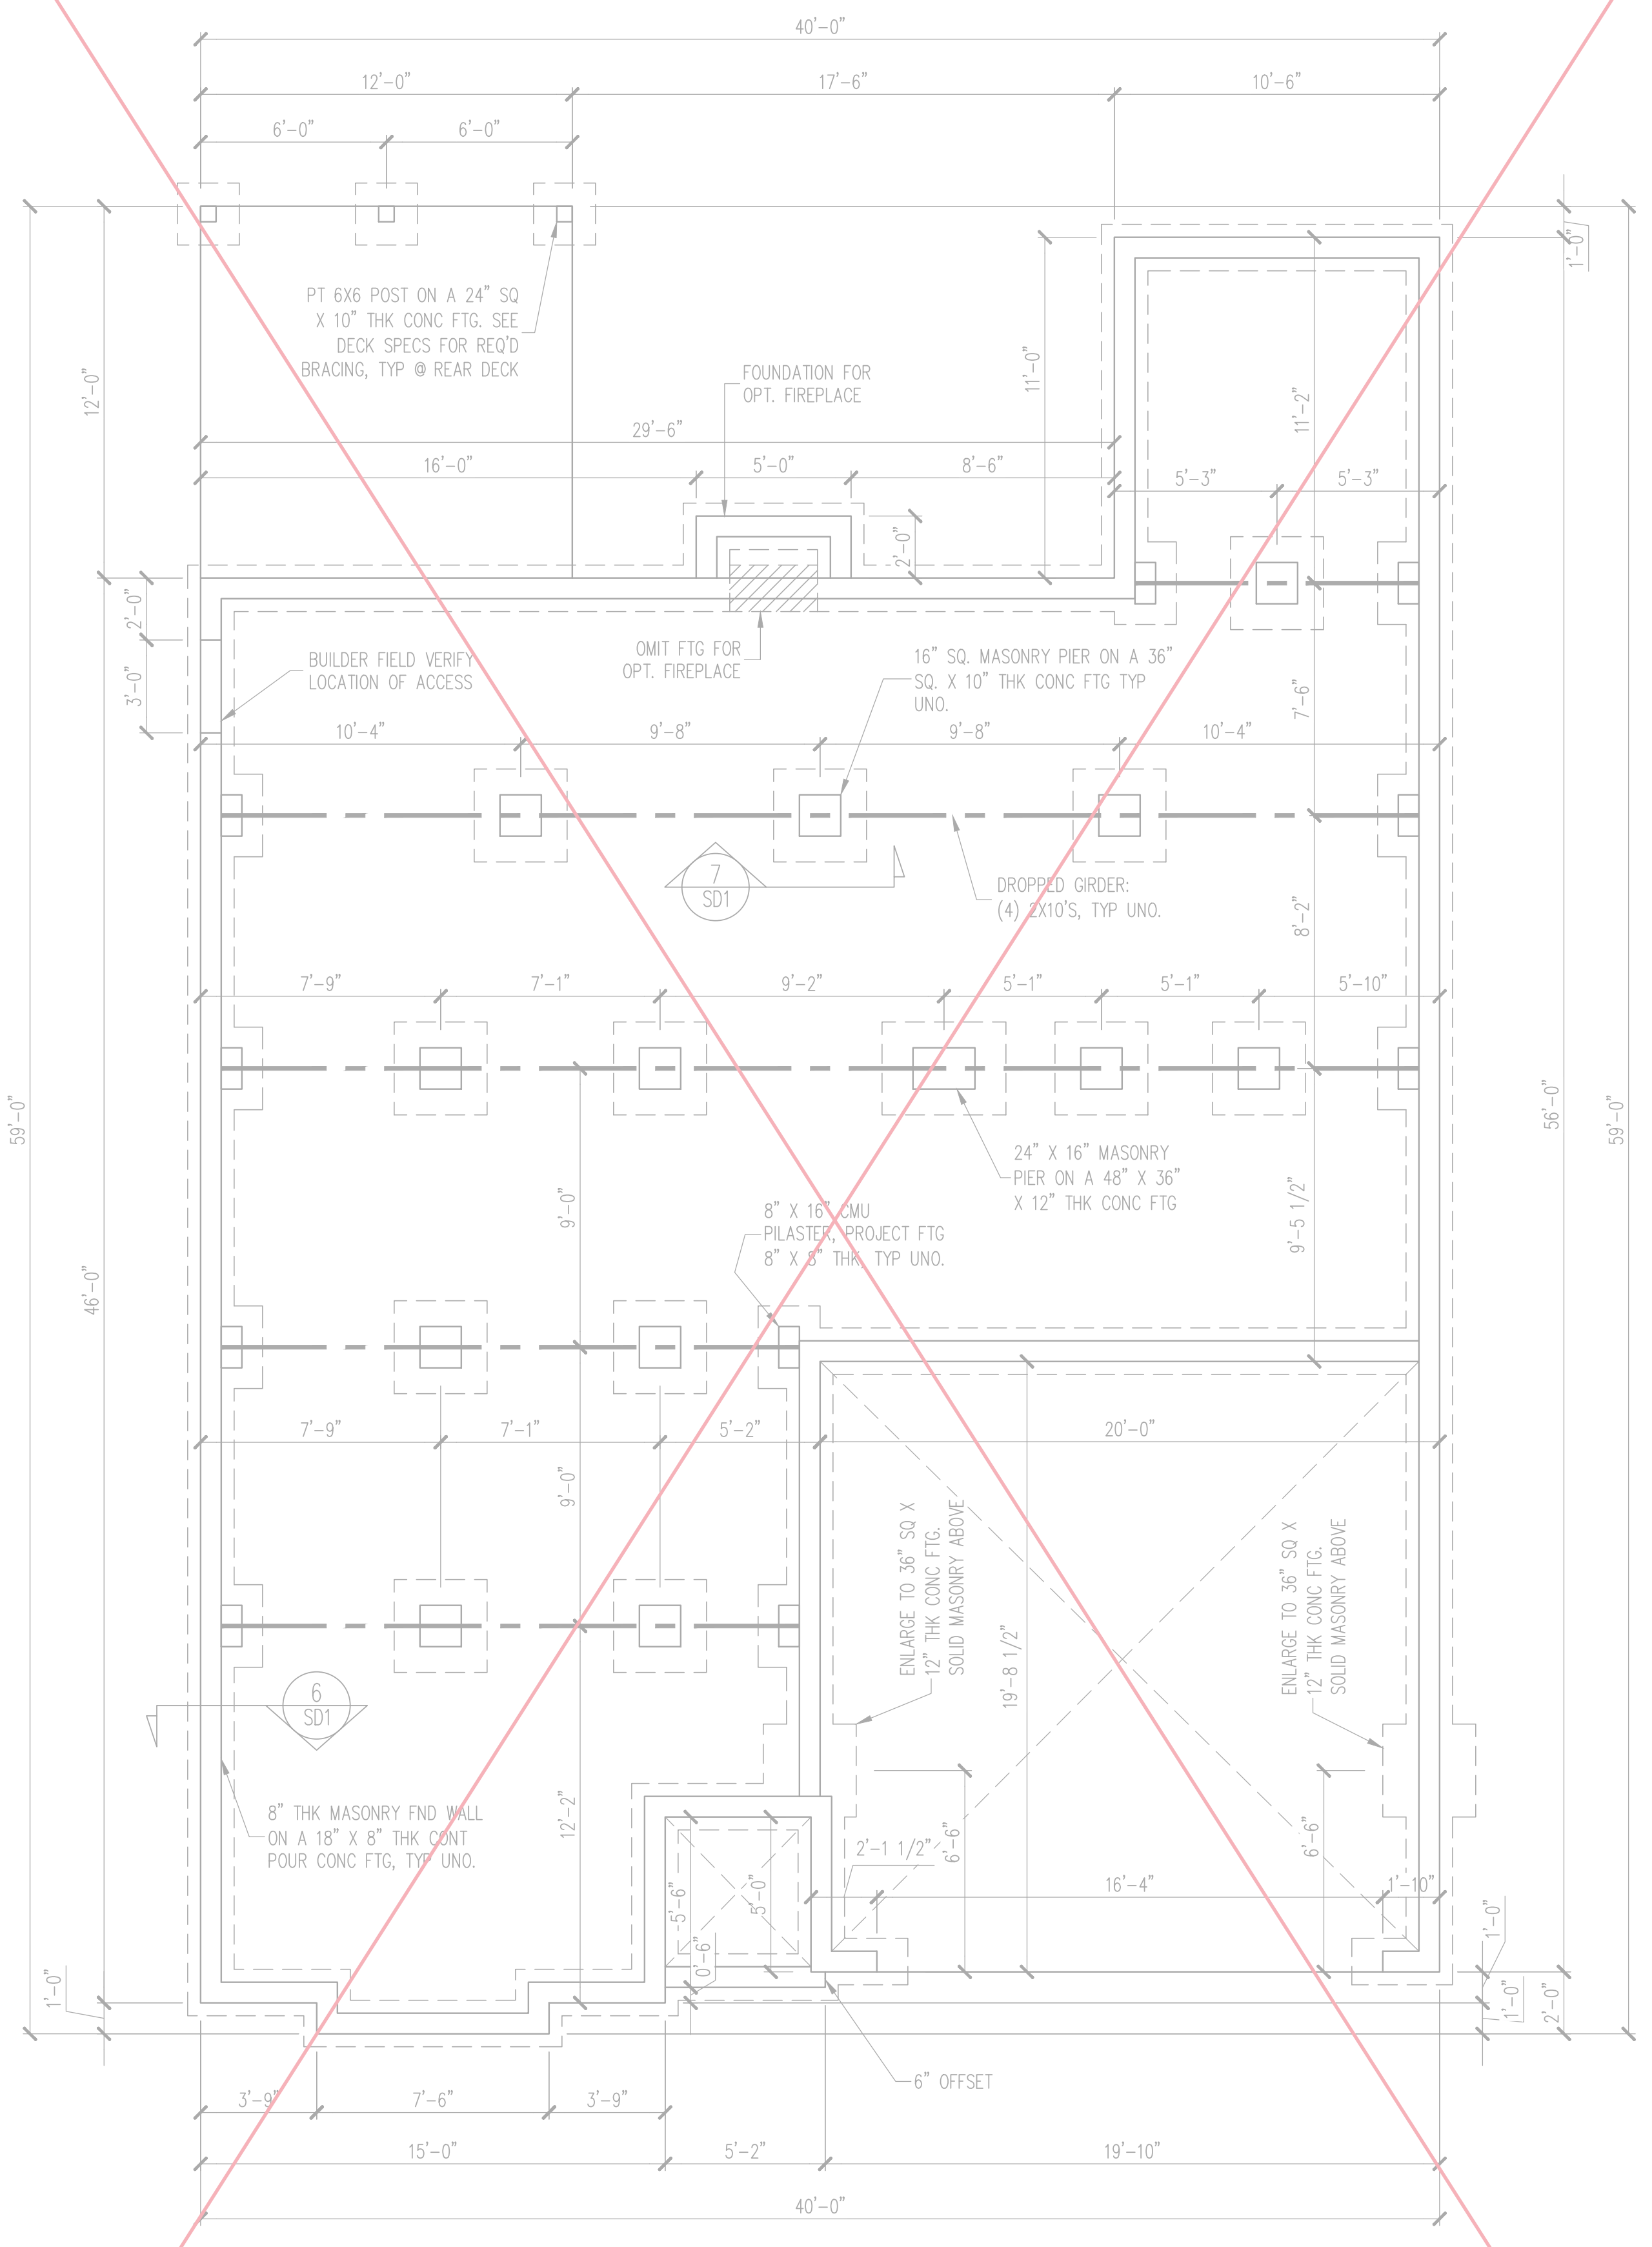 40'-0"
12'-0"
17'-6"
10'-6"
6'-0"
6'-0"
1'-0"
PT 6X6 POST ON A 24" SQ
X 10" THK CONC FTG. SEE
DECK SPECS FOR REQ'D
BRACING, TYP @ REAR DECK
FOUNDATION FOR
OPT. FIREPLACE
12'-0"
11'-0"
11'-2"
29'-6"
16'-0"
5'-0"
8'-6"
5'-3"
5'-3"
2'-0"
2'-0"
3'-0"
BUILDER FIELD VERIFY
LOCATION OF ACCESS
OMIT FTG FOR
OPT. FIREPLACE
16" SQ. MASONRY PIER ON A 36"
SQ. X 10" THK CONC FTG TYP
UNO.
7'-6"
10'-4"
9'-8"
9'-8"
10'-4"
7
SD1
DROPPED GIRDER:
(4) 2X10'S, TYP UNO.
8'-2"
7'-9"
7'-1"
9'-2"
5'-1"
5'-1"
5'-10"
59'-0"
56'-0"
59'-0"
24" X 16" MASONRY
PIER ON A 48" X 36"
X 12" THK CONC FTG
9'-0"
8" X 16" CMU
PILASTER, PROJECT FTG
8" X 8" THK, TYP UNO.
9'-5 1/2"
46'-0"
7'-9"
7'-1"
5'-2"
20'-0"
9'-0"
ENLARGE TO 36" SQ X
12" THK CONC FTG.
SOLID MASONRY ABOVE
ENLARGE TO 36" SQ X
12" THK CONC FTG.
SOLID MASONRY ABOVE
19'-8 1/2"
6
SD1
8" THK MASONRY FND WALL
ON A 18" X 8" THK CONT
POUR CONC FTG, TYP UNO.
12'-2"
2'-1 1/2"
6'-6"
6'-6"
5'-6"
5'-0"
16'-4"
1'-10"
0'-6"
1'-0"
1'-0"
1'-0"
2'-0"
6" OFFSET
3'-9"
7'-6"
3'-9"
15'-0"
5'-2"
19'-10"
40'-0"